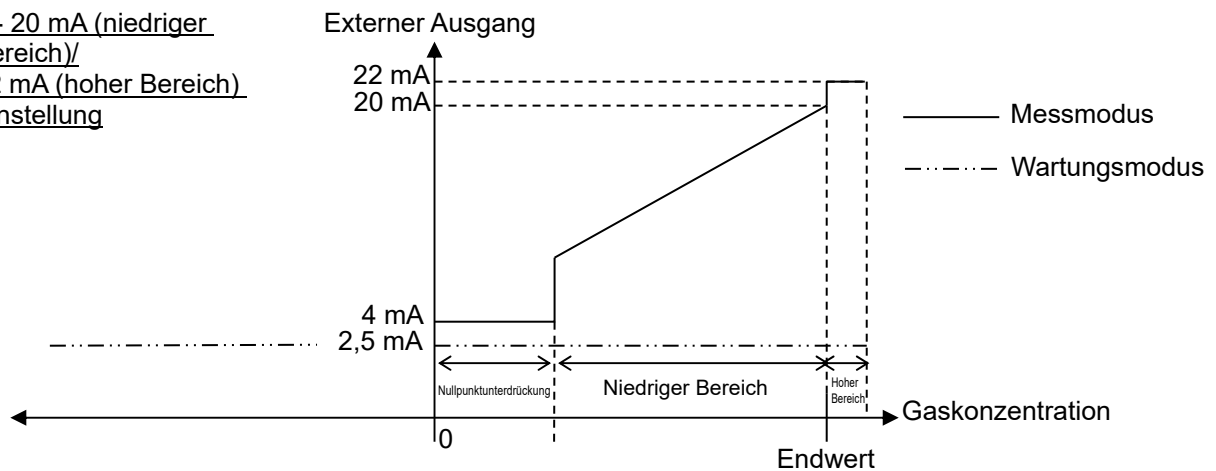 - 20 mA (niedriger
ereich)/
2 mA (hoher Bereich)
nstellung
Externer Ausgang
22 mA
20 mA
Messmodus
Wartungsmodus
4 mA
2,5 mA
Nullpunktunterdrückung
Niedriger Bereich
Hoher
Bereich
Gaskonzentration
0
Endwert